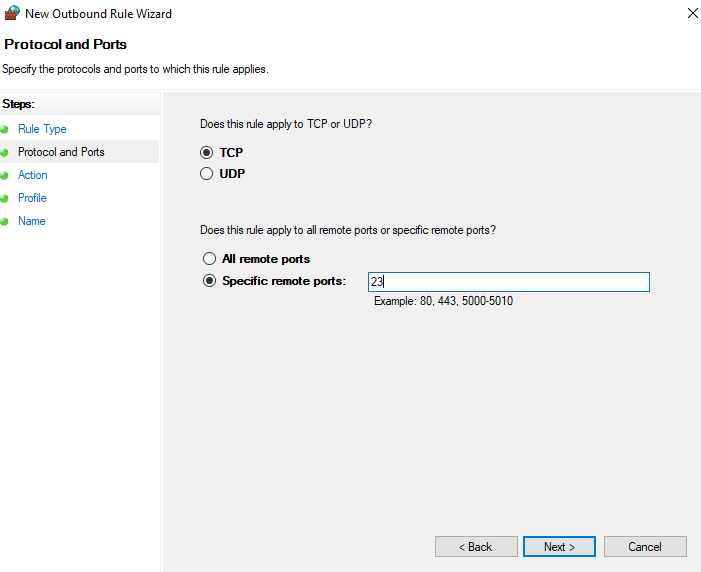 New Outbound Rule Wizard
Protocol and Ports
Specify the protocols and ports to which this rule applies.
Steps:
Rule Type
Protocol and Ports
Action
Profile
Name
Does this rule apply to TCP or UDP?
TCP
UDP
Does this rule apply to all remote ports or specific remote ports?
All remote ports
Specific remote ports: 23
Example: 80, 443, 5000-5010
< Back Next > Cancel